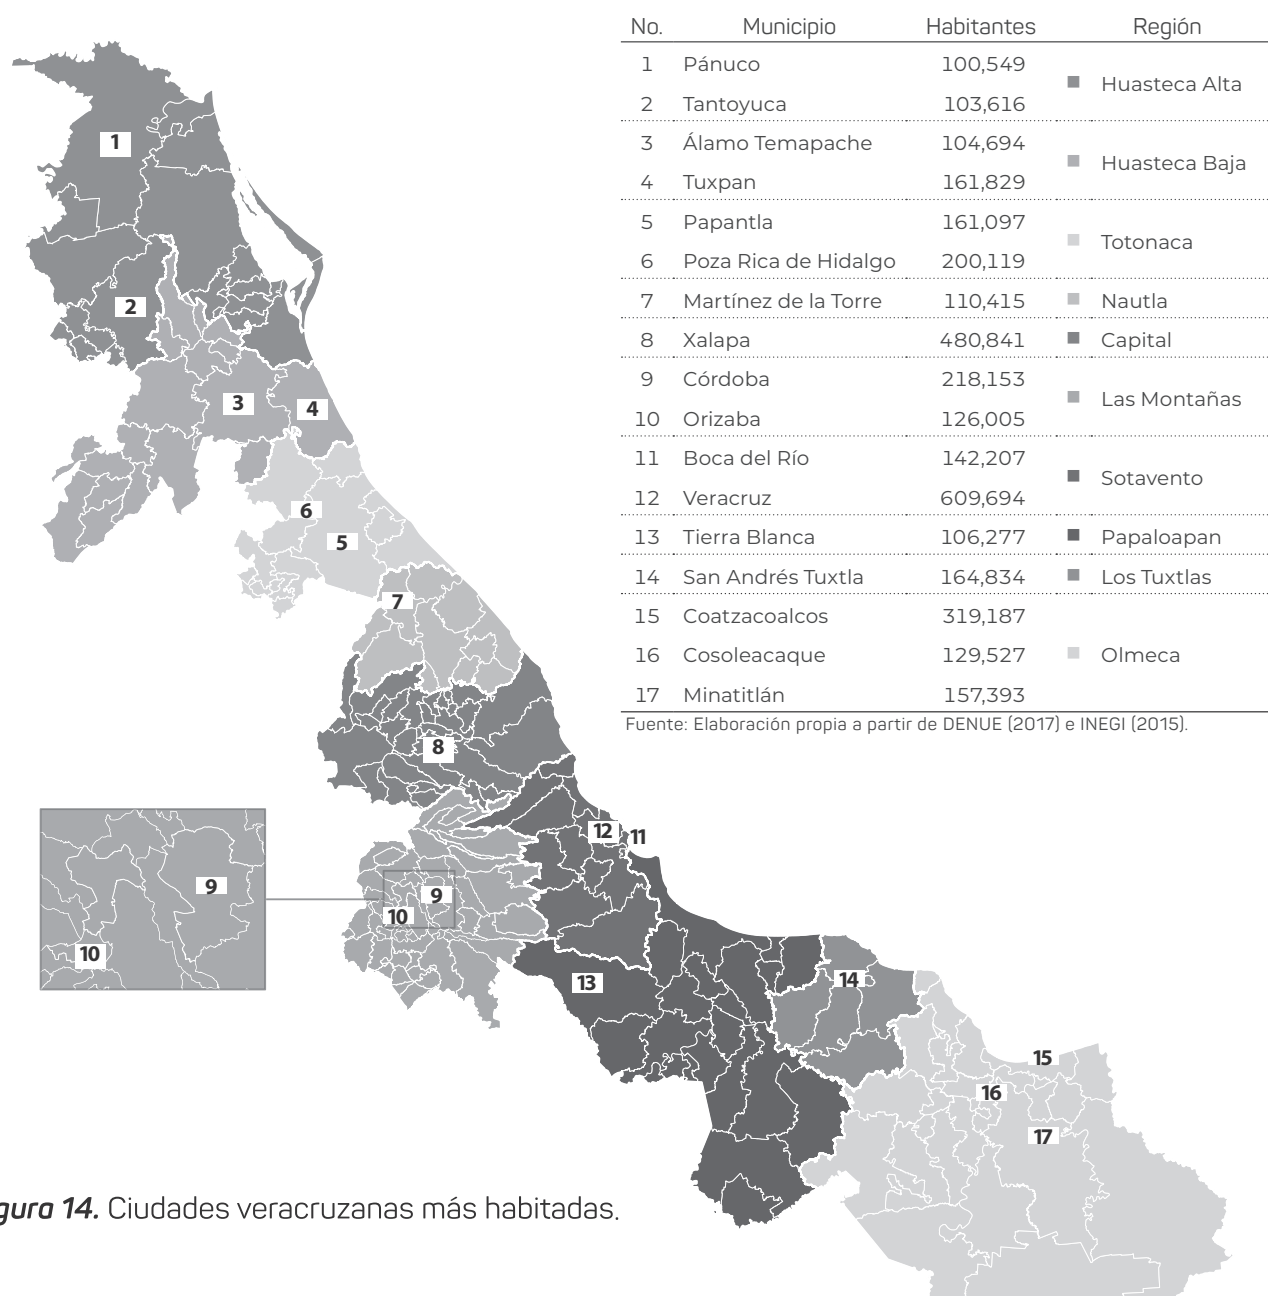 No. Municipio Habitantes Región
1 Pánuco 100,549
Huasteca Alta
2 Tantoyuca 103,616
3 Álamo Temapache 104,694
Huasteca Baja
4 Tuxpan 161,829
5 Papantla 161,097
Totonaca
6 Poza Rica de Hidalgo 200,119
7 Martínez de la Torre 110,415 Nautla
8 Xalapa 480,841 Capital
9 Córdoba 218,153
Las Montañas
10 Orizaba 126,005
11 Boca del Río 142,207
Sotavento
12 Veracruz 609,694
13 Tierra Blanca 106,277 Papaloapan
14 San Andrés Tuxtla 164,834 Los Tuxtlas
15 Coatzacoalcos 319,187
16 Cosoleacaque 129,527 Olmeca
17 Minatitlán 157,393
Fuente: Elaboración propia a partir de DENUE (2017) e INEGI (2015).
1
2
3
4
6
5
7
8
12
11
9
10
9
10
13
14
15
16
17
gura 14. Ciudades veracruzanas más habitadas.